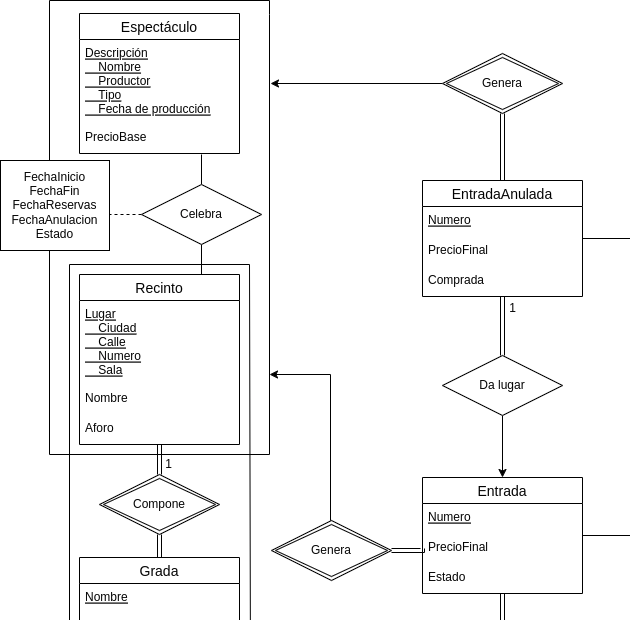 Espectáculo
Descripción
Nombre
Productor
Tipo
Fecha de producción
PrecioBase
FechaInicio
FechaFin
FechaReservas
FechaAnulacion
Estado
Celebra
Recinto
Lugar
Ciudad
Calle
Numero
Sala
Nombre
Aforo
1
Compone
Grada
Nombre
Genera
EntradaAnulada
Numero
PrecioFinal
Comprada
1
Da lugar
Entrada
Numero
PrecioFinal
Estado
Genera